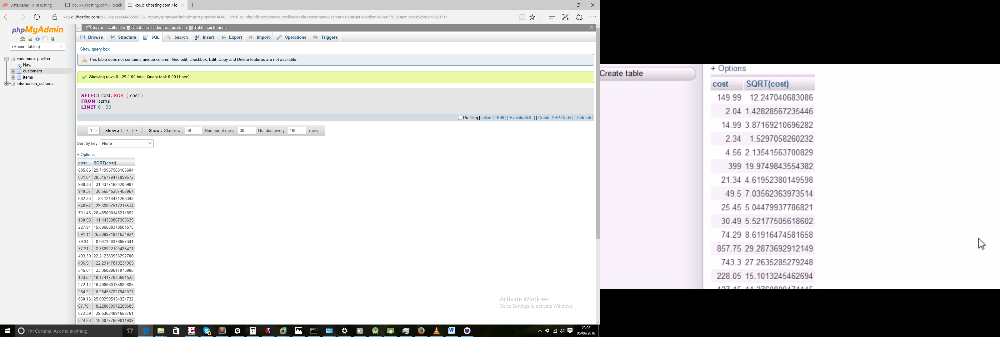 Databases - x10Hosting
xo6.x10hosting.com / localh
xo6.x10hosting.com / lo
xo6.x10hosting.com:2083/cpsess9446659933/3rdparty/phpMyAdmin/import.php#PMAURL-15:tbl_sql.php?db=codemara_povilas&table=customers&server=1&target=&token=60ae7763a8acc1decab25a9ec9e2371c
phpMyAdmin
(Recent tables) ...
codemara_povilas
New
customers
items
information_schema
Server: localhost » Database: codemara_povilas » Table: customers
Browse Structure SQL Search Insert Export Import Operations Triggers
Show query box
This table does not contain a unique column. Grid edit, checkbox, Edit, Copy and Delete features are not available.
Showing rows 0 - 29 (100 total, Query took 0.0011 sec)
SELECT cost, SQRT( cost )
FROM items
LIMIT 0 , 30
Profiling [ Inline ] [ Edit ] [ Explain SQL ] [ Create PHP Code ] [ Refresh ]
1 Show all > >> Show : Start row: 30 Number of rows: 30 Headers every 100 rows
Sort by key: None
+ Options
cost SQRT(cost)
885.06 29.749957983163604
801.84 28.316779477899672
988.33 31.43771620203987
940.37 30.66545287452967
682.33 26.1214471268343
546.67 23.38097517213514
701.46 26.485090145211892
130.95 11.44333867365639
227.91 15.096688378581575
691.11 26.288971071534924
79.34 8.907300376657341
77.21 8.786922100485471
493.39 22.212383933292706
496.91 22.29147819234965
545.61 23.35829617073985
103.52 10.174477873581523
272.12 16.496060135680885
264.21 16.254537827942077
660.13 25.692995154321732
67.70 8.228000972289685
872.39 29.53624891552751
324.28 18.00777609811939
Activate Windows
Go to Settings to activate Windows.
I'm Cortana. Ask me anything.
23:03
05/06/2016
Create table
+ Options
cost SQRT(cost)
149.99 12.247040683086
2.04 1.42828567235446
14.99 3.87169210696282
2.34 1.5297058260232
4.56 2.13541563700829
399 19.9749843554382
21.34 4.61952380149598
49.5 7.03562363973514
25.45 5.04479937786821
30.49 5.52177505618602
74.29 8.61916474581658
857.75 29.2873692912149
743.3 27.2635285279248
228.05 15.1013245462694